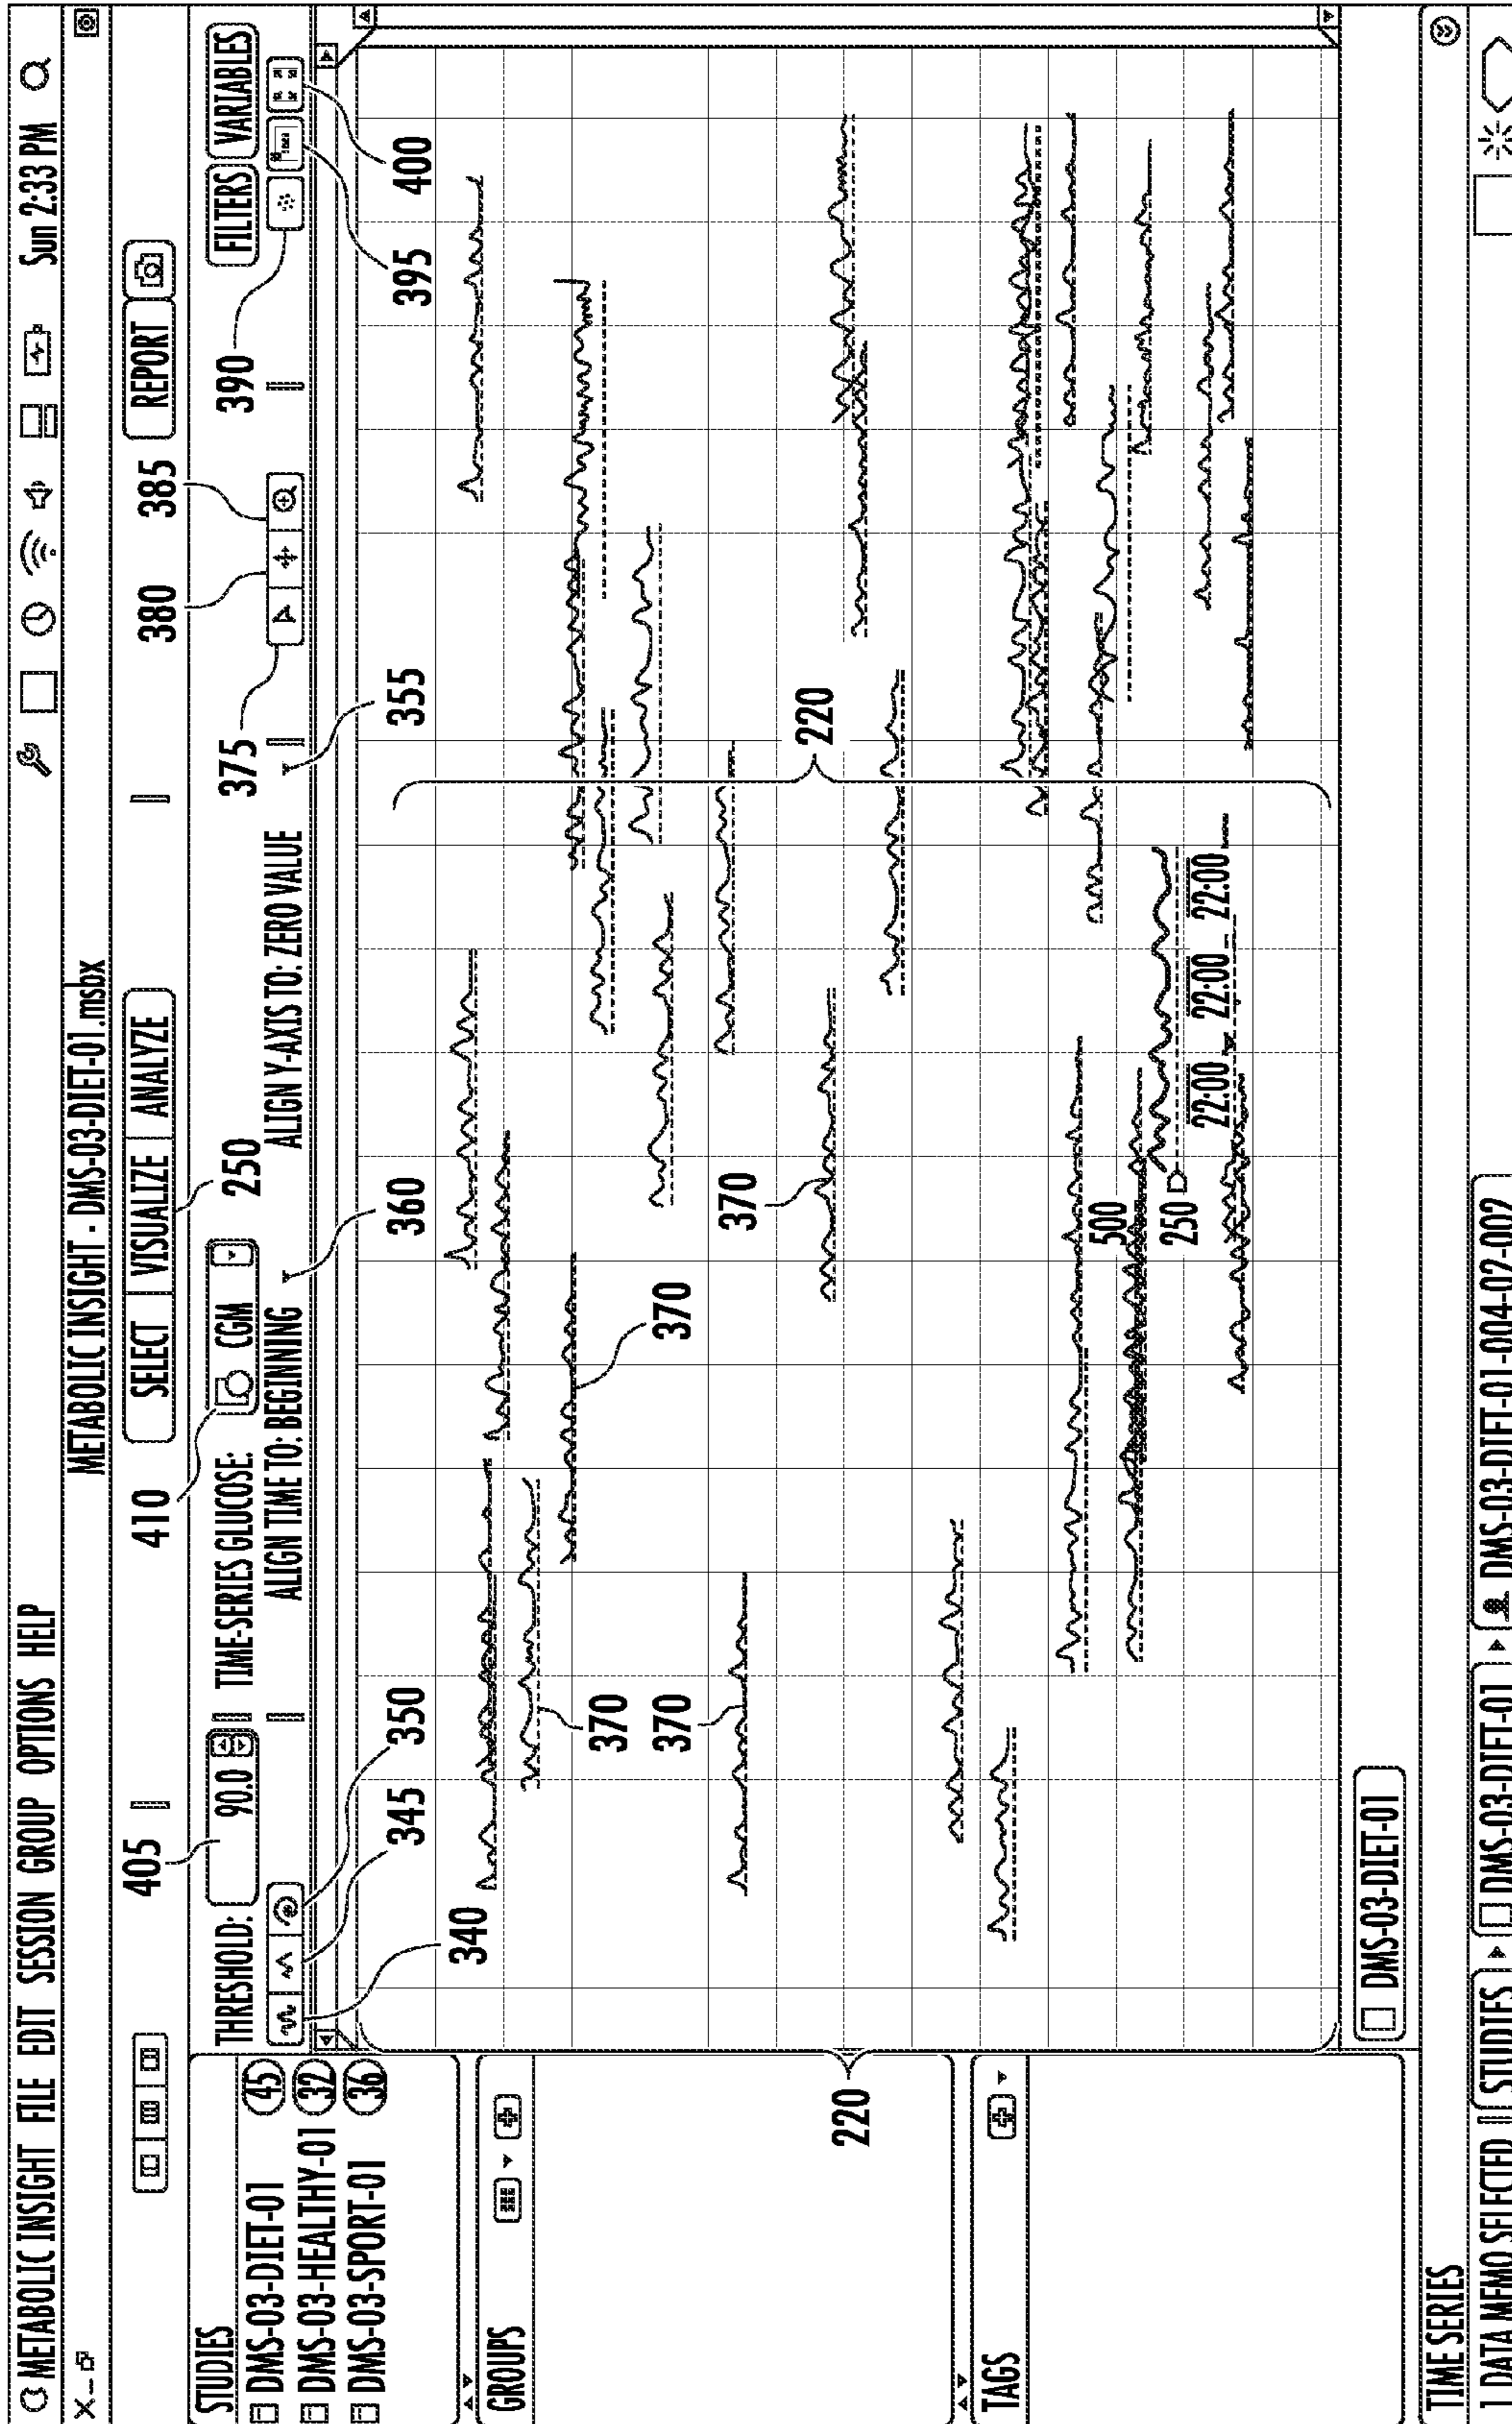 METABOLIC INSIGHT FILE EDIT SESSION GROUP OPTIONS HELP Sun 2:33 PM
METABOLIC INSIGHT - DMS-03-DIET-01.msbx
405 410 SELECT VISUALIZE ANALYZE 380 385 REPORT
STUDIES THRESHOLD: 90.0 TIME-SERIES GLUCOSE: CGM 250 375 390 FILTERS VARIABLES
DMS-03-DIET-01 45
ALIGN TIME TO: BEGINNING ALIGN Y-AXIS TO: ZERO VALUE
DMS-03-HEALTHY-01 32
DMS-03-SPORT-01 36
345 350 360 355 395 400
340
GROUPS
370
370
370
370
220
220
TAGS
500
250
22:00 22:00 22:00
DMS-03-DIET-01
TIME SERIES
1 DATA MEMO SELECTED STUDIES DMS-03-DIET-01 DMS-03-DIET-01-004-02-002